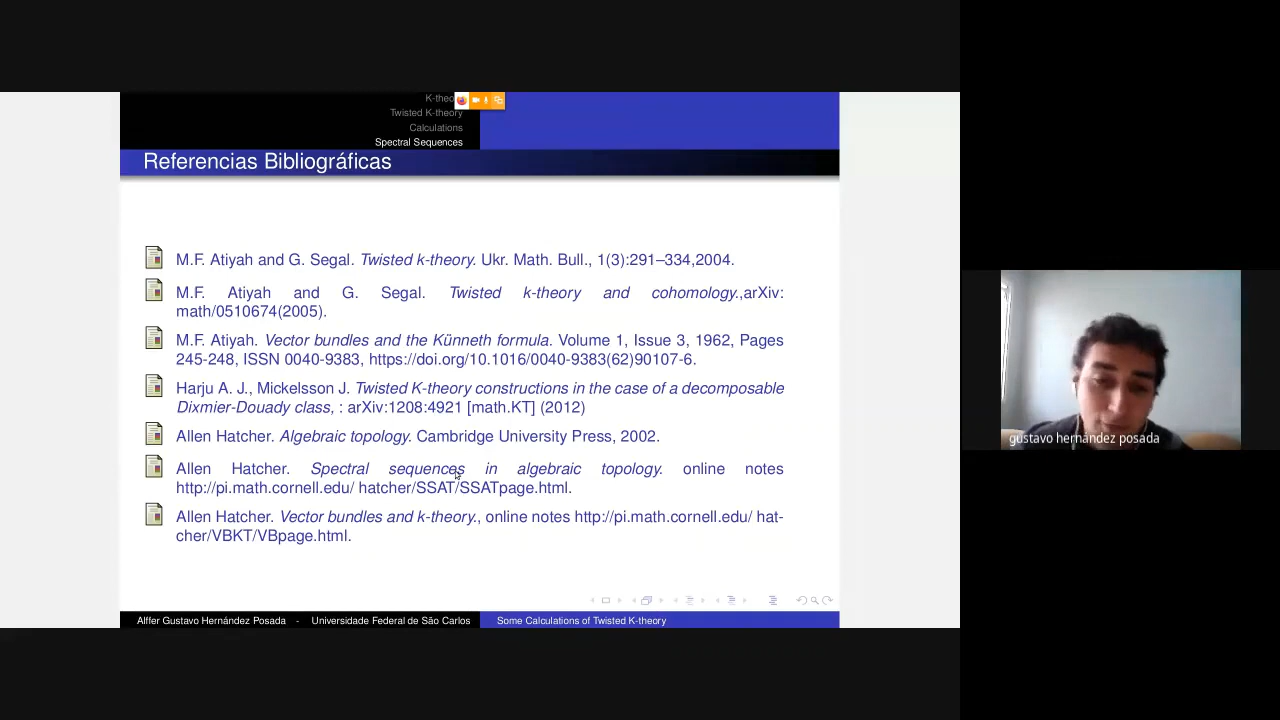 K-theo
Twisted K-theory
Calculations
Spectral Sequences
Referencias Bibliográficas
M.F. Atiyah and G. Segal. Twisted k-theory. Ukr. Math. Bull., 1(3):291–334,2004.
M.F. Atiyah and G. Segal. Twisted k-theory and cohomology.,arXiv:
math/0510674(2005).
M.F. Atiyah. Vector bundles and the Künneth formula. Volume 1, Issue 3, 1962, Pages
245-248, ISSN 0040-9383, https://doi.org/10.1016/0040-9383(62)90107-6.
Harju A. J., Mickelsson J. Twisted K-theory constructions in the case of a decomposable
Dixmier-Douady class, : arXiv:1208:4921 [math.KT] (2012)
Allen Hatcher. Algebraic topology. Cambridge University Press, 2002.
Allen Hatcher. Spectral sequences in algebraic topology. online notes
http://pi.math.cornell.edu/ hatcher/SSAT/SSATpage.html.
Allen Hatcher. Vector bundles and k-theory., online notes http://pi.math.cornell.edu/ hat-
cher/VBKT/VBpage.html.
Alffer Gustavo Hernández Posada - Universidade Federal de São Carlos
Some Calculations of Twisted K-theory
gustavo hernández posada